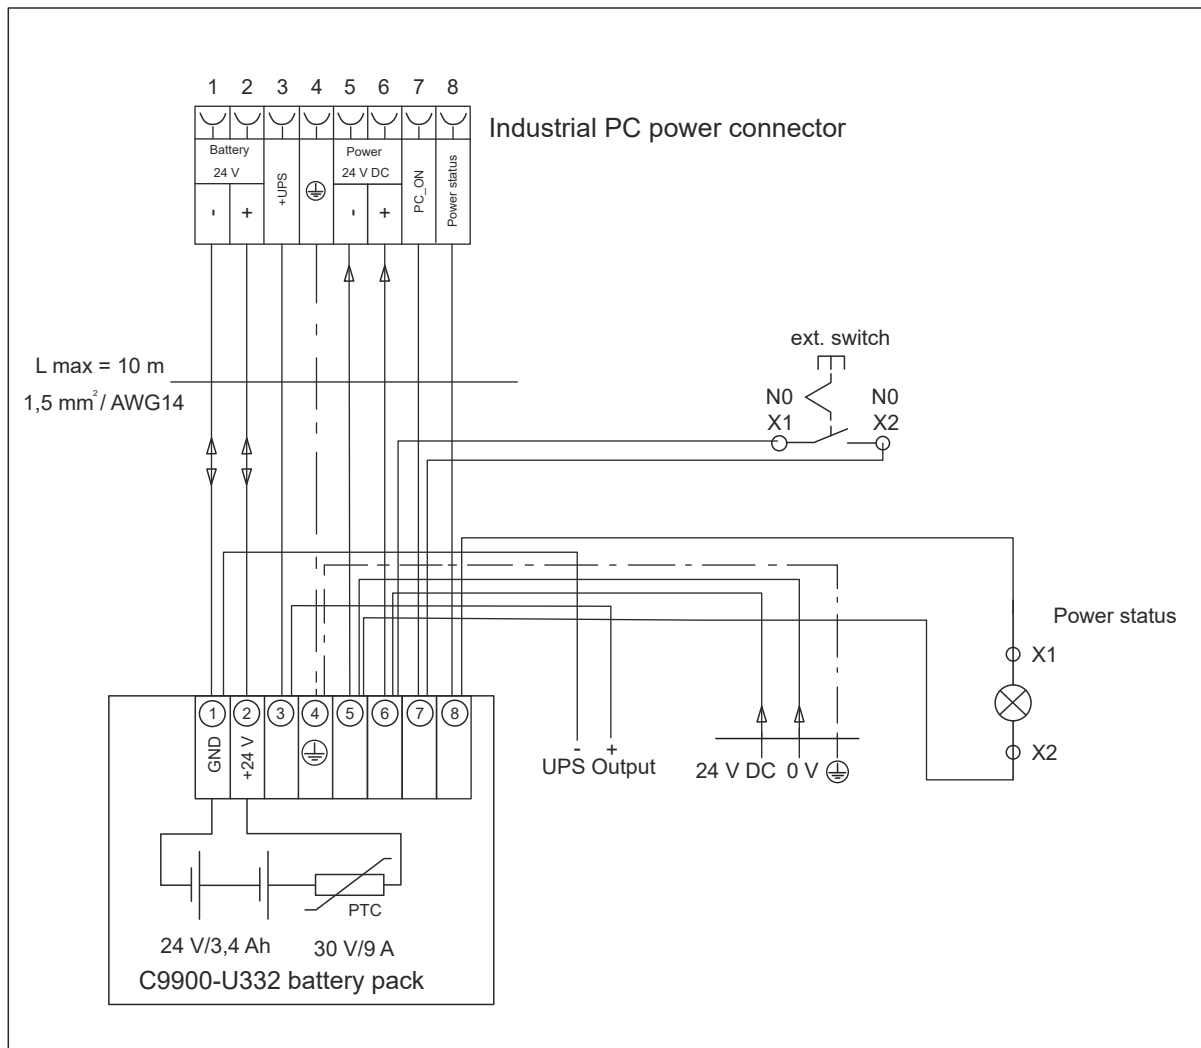 1 2 3 4 5 6 7 8
Industrial PC power connector
Battery
24 V
- +
+UPS
Power
24 V DC
- +
PC_ON
Power status
L max = 10 m
1,5 mm²/ AWG14
ext. switch
N0 N0
X1 X2
Power status
X1
X2
1 2 3 4 5 6 7 8
GND
+24 V
- +
UPS Output
24 V DC 0 V
PTC
24 V/3,4 Ah
30 V/9 A
C9900-U332 battery pack